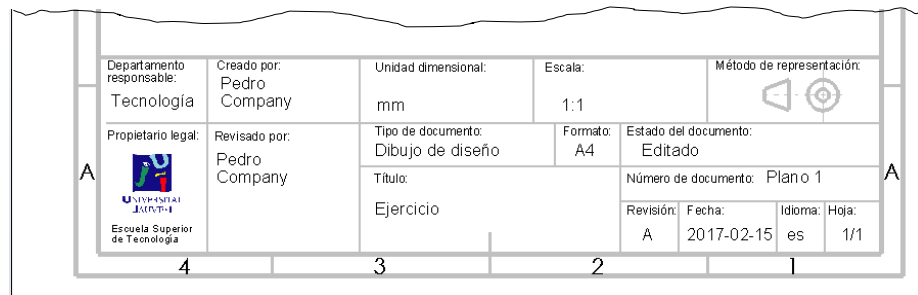 Departamento responsable:
Tecnología
Creado por:
Pedro Company
Unidad dimensional:
mm
Escala:
1:1
Método de representación:
Propietario legal:
UNIVERSITAT
JAUME·I
Escuela Superior
de Tecnología
Revisado por:
Pedro Company
Tipo de documento:
Dibujo de diseño
Formato:
A4
Estado del documento:
Editado
Título:
Ejercicio
Número de documento: Plano 1
Revisión:
A
Fecha:
2017-02-15
Idioma:
es
Hoja:
1/1
A
A
4
3
2
1